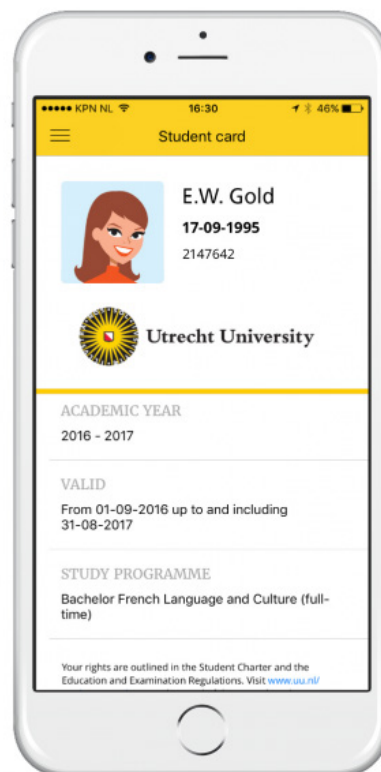 KPN NL 16:30 46%
Student card
E.W. Gold
17-09-1995
2147642
Utrecht University
ACADEMIC YEAR
2016 - 2017
VALID
From 01-09-2016 up to and including
31-08-2017
STUDY PROGRAMME
Bachelor French Language and Culture (full-
time)
Your rights are outlined in the Student Charter and the
Education and Examination Regulations. Visit www.uu.nl/